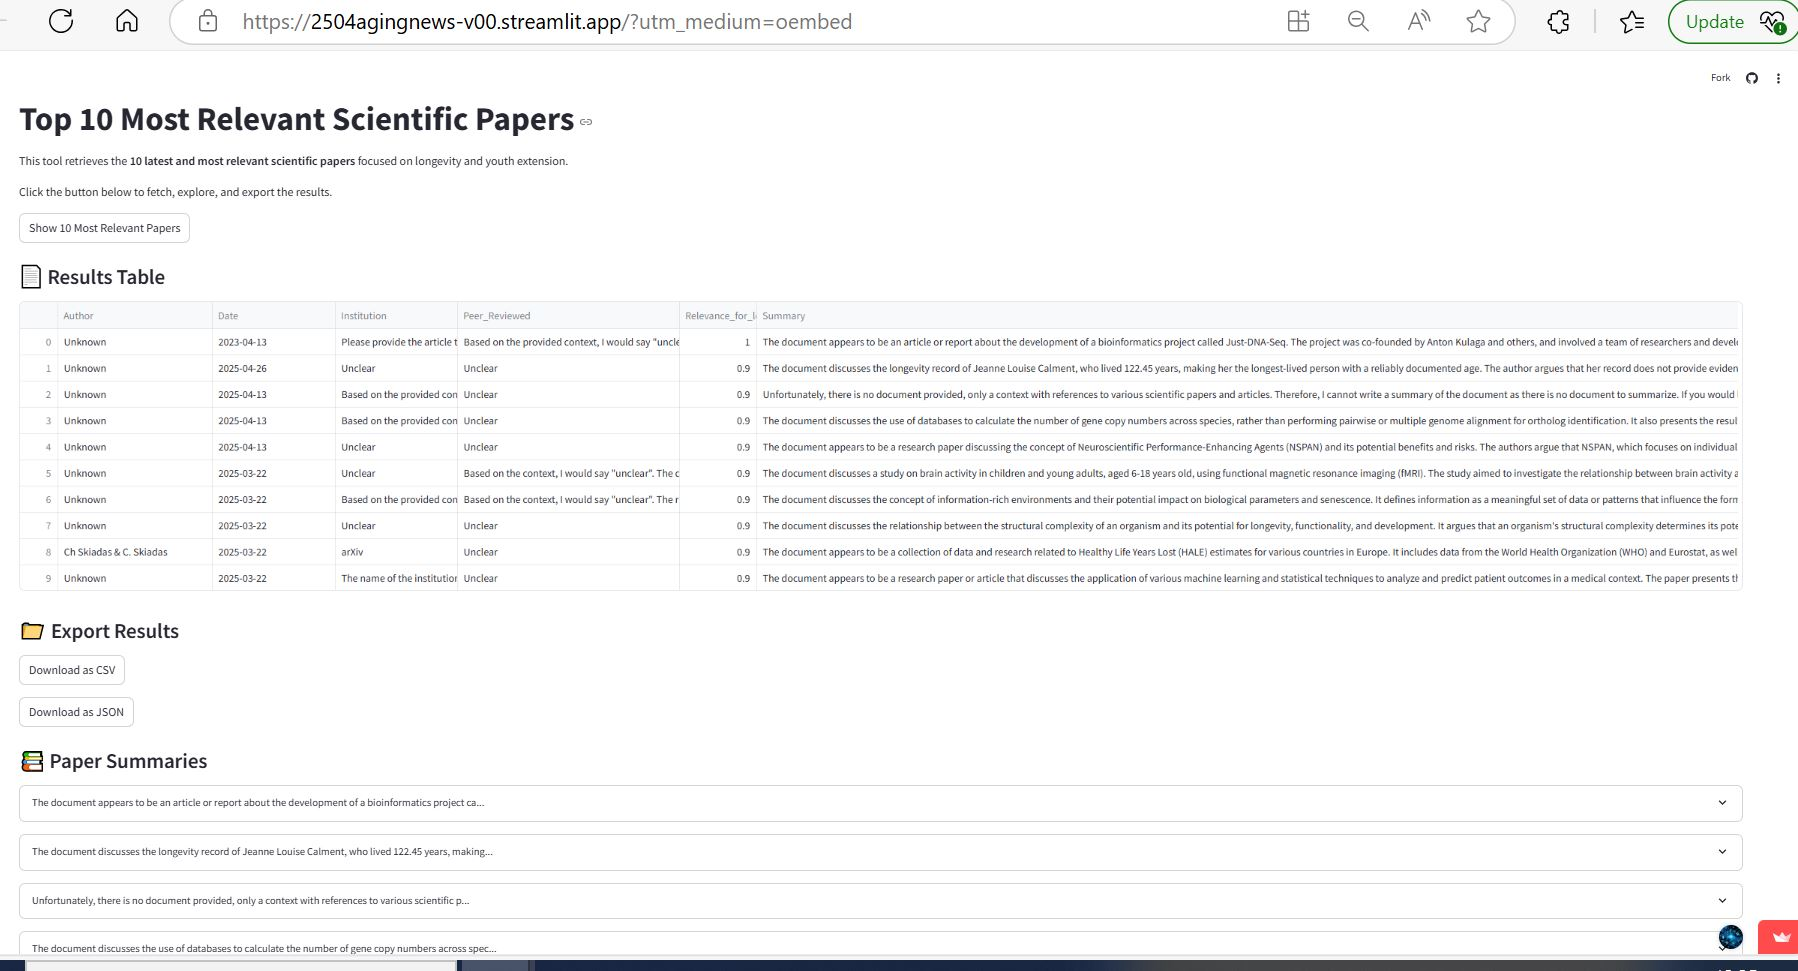 https://2504agingnews-v00.streamlit.app/?utm_medium=oembed
Update
Fork
Top 10 Most Relevant Scientific Papers
This tool retrieves the 10 latest and most relevant scientific papers focused on longevity and youth extension.
Click the button below to fetch, explore, and export the results.
Show 10 Most Relevant Papers
Results Table
Author Date Institution Peer_Reviewed Relevance_for_l Summary
0 Unknown 2023-04-13 Please provide the article t Based on the provided context, I would say "uncle 1 The document appears to be an article or report about the development of a bioinformatics project called Just-DNA-Seq. The project was co-founded by Anton Kulaga and others, and involved a team of researchers and devel
1 Unknown 2025-04-26 Unclear Unclear 0.9 The document discusses the longevity record of Jeanne Louise Calment, who lived 122.45 years, making her the longest-lived person with a reliably documented age. The author argues that her record does not provide eviden
2 Unknown 2025-04-13 Based on the provided con Unclear 0.9 Unfortunately, there is no document provided, only a context with references to various scientific papers and articles. Therefore, I cannot write a summary of the document as there is no document to summarize. If you would
3 Unknown 2025-04-13 Based on the provided con Unclear 0.9 The document discusses the use of databases to calculate the number of gene copy numbers across species, rather than performing pairwise or multiple genome alignment for ortholog identification. It also presents the resul
4 Unknown 2025-04-13 Unclear Unclear 0.9 The document appears to be a research paper discussing the concept of Neuroscientific Performance-Enhancing Agents (NSPAN) and its potential benefits and risks. The authors argue that NSPAN, which focuses on individual
5 Unknown 2025-03-22 Unclear Based on the context, I would say "unclear". The c 0.9 The document discusses a study on brain activity in children and young adults, aged 6-18 years old, using functional magnetic resonance imaging (fMRI). The study aimed to investigate the relationship between brain activity a
6 Unknown 2025-03-22 Based on the provided con Based on the context, I would say "unclear". The r 0.9 The document discusses the concept of information-rich environments and their potential impact on biological parameters and senescence. It defines information as a meaningful set of data or patterns that influence the form
7 Unknown 2025-03-22 Unclear Unclear 0.9 The document discusses the relationship between the structural complexity of an organism and its potential for longevity, functionality, and development. It argues that an organism's structural complexity determines its pote
8 Ch Skiadas & C. Skiadas 2025-03-22 arXiv Unclear 0.9 The document appears to be a collection of data and research related to Healthy Life Years Lost (HALE) estimates for various countries in Europe. It includes data from the World Health Organization (WHO) and Eurostat, as wel
9 Unknown 2025-03-22 The name of the institution Unclear 0.9 The document appears to be a research paper or article that discusses the application of various machine learning and statistical techniques to analyze and predict patient outcomes in a medical context. The paper presents th
Export Results
Download as CSV
Download as JSON
Paper Summaries
The document appears to be an article or report about the development of a bioinformatics project ca...
The document discusses the longevity record of Jeanne Louise Calment, who lived 122.45 years, making...
Unfortunately, there is no document provided, only a context with references to various scientific p...
The document discusses the use of databases to calculate the number of gene copy numbers across spec...